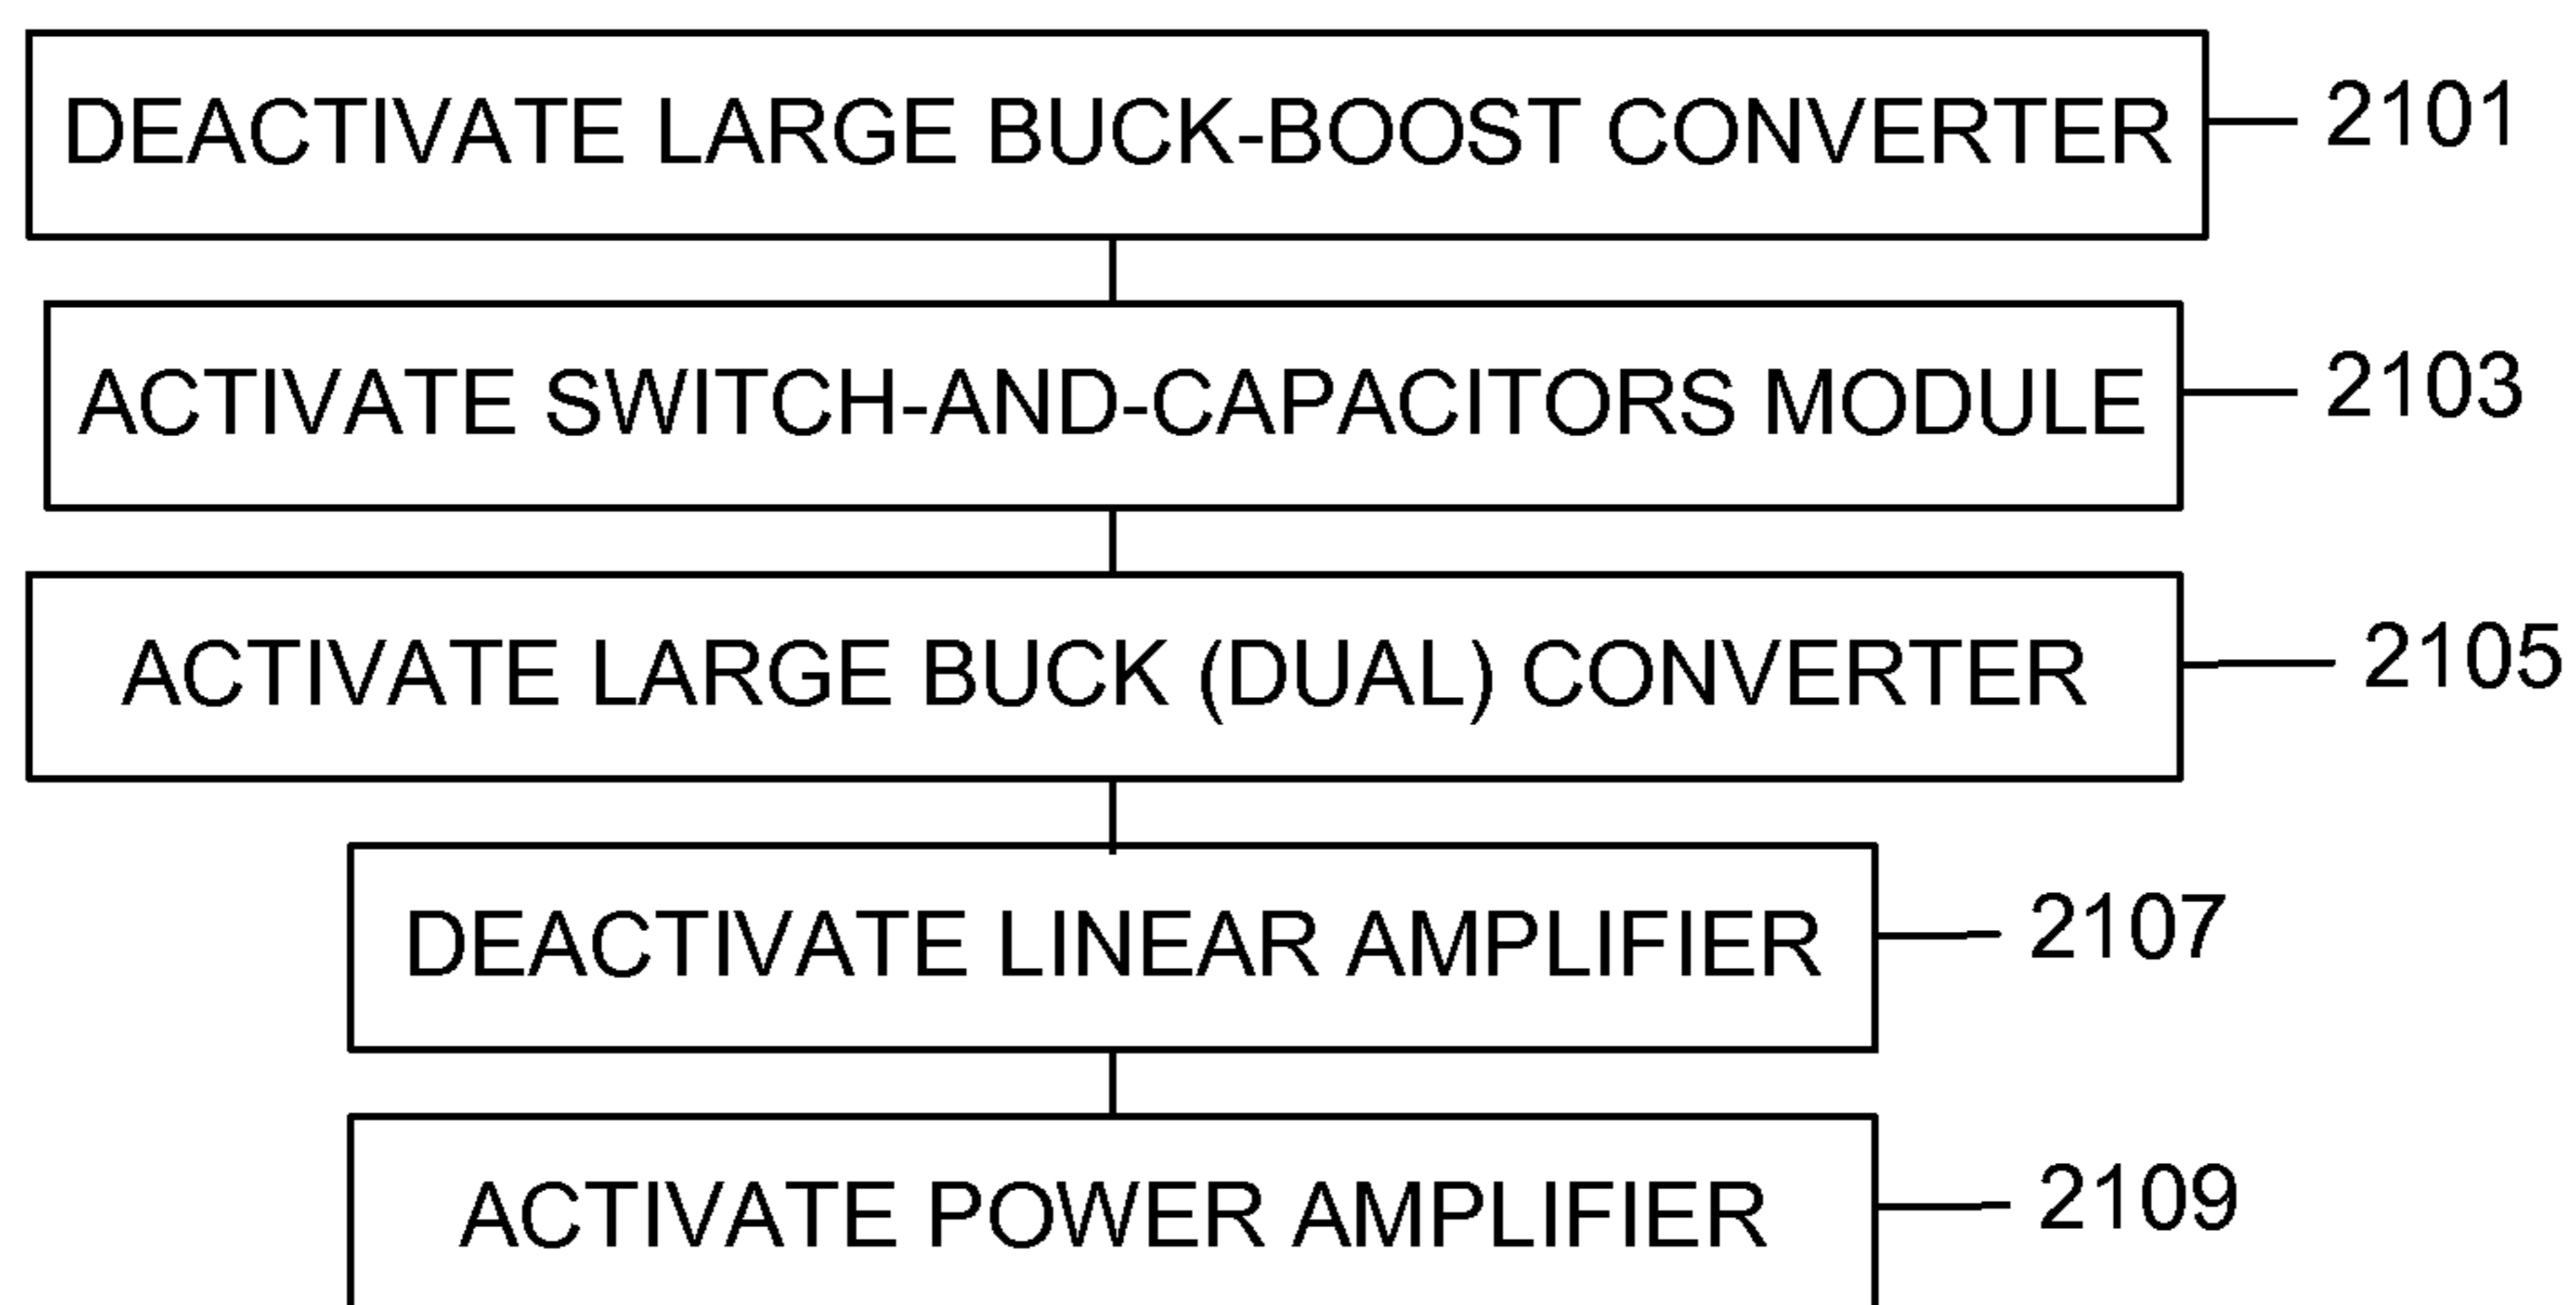 DEACTIVATE LARGE BUCK-BOOST CONVERTER 2101
ACTIVATE SWITCH-AND-CAPACITORS MODULE 2103
ACTIVATE LARGE BUCK (DUAL) CONVERTER 2105
DEACTIVATE LINEAR AMPLIFIER 2107
ACTIVATE POWER AMPLIFIER 2109